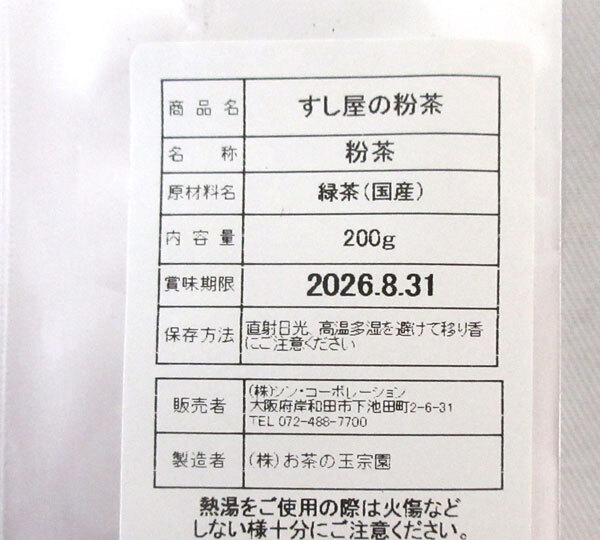 商品名 すし屋の粉茶
名称 粉茶
原材料名 緑茶(国産)
内容量 200g
賞味期限 2026.8.31
保存方法 直射日光、高温多湿を避けて移り香
にご注意ください
販売者 (株)シン・コーポレーション
大阪府岸和田市下池田町2-6-31
TEL 072-488-7700
製造者 (株)お茶の玉宗園
熱湯をご使用の際は火傷など
しない様十分にご注意ください。